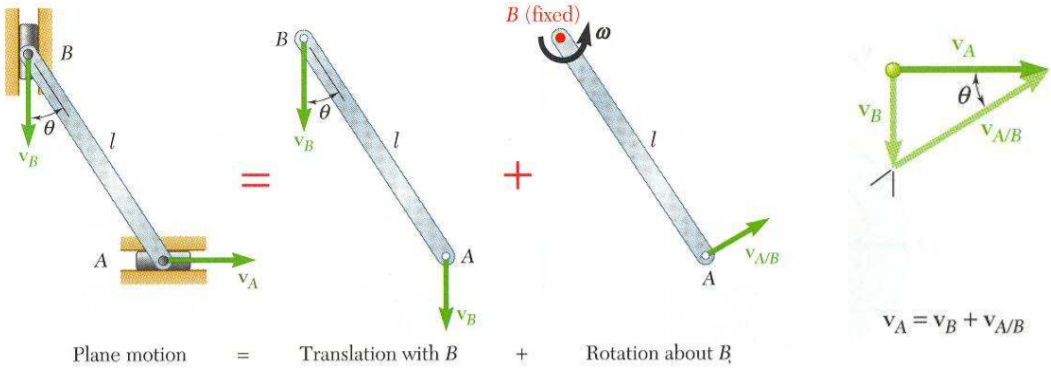 B
θ
l
v_B
A
v_A
=
B
θ
v_B
l
A
v_B
+
B (fixed)
ω
l
v_{A/B}
A
v_A
θ
v_B
v_{A/B}
v_A = v_B + v_{A/B}
Plane motion = Translation with B + Rotation about B